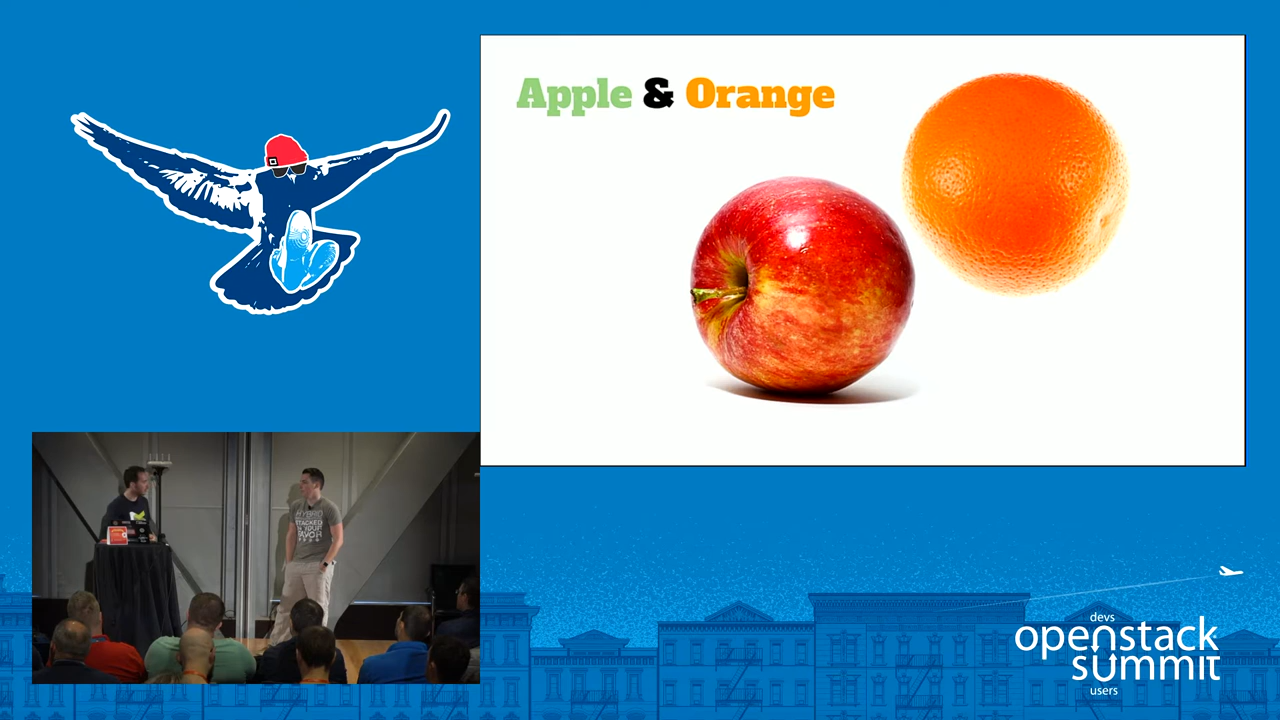 Apple & Orange
HYBRID
STACKED
IN YOUR
FAVOR
devs
openstack
summit
users